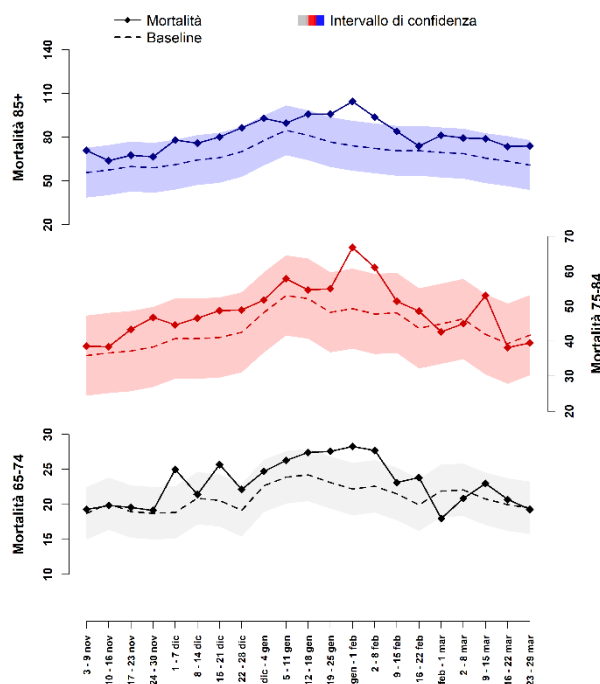 Mortalità
Baseline
Intervallo di confidenza
Mortalità 85+
20
50
80
110
140
Mortalità 75-84
20
30
40
50
60
70
Mortalità 65-74
10
15
20
25
30
3 - 9 nov
10 - 16 nov
17 - 23 nov
24 - 30 nov
1 - 7 dic
8 - 14 dic
15 - 21 dic
22 - 28 dic
dic - 4 gen
5 - 11 gen
12 - 18 gen
19 - 25 gen
gen - 1 feb
2 - 8 feb
9 - 15 feb
16 - 22 feb
feb - 1 mar
2 - 8 mar
9 - 15 mar
16 - 22 mar
23 - 29 mar